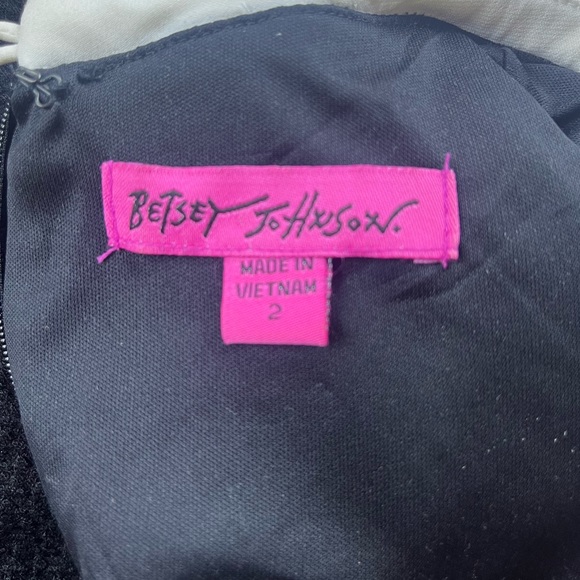 BETSEY JOHNSON.
MADE IN
VIETNAM
2